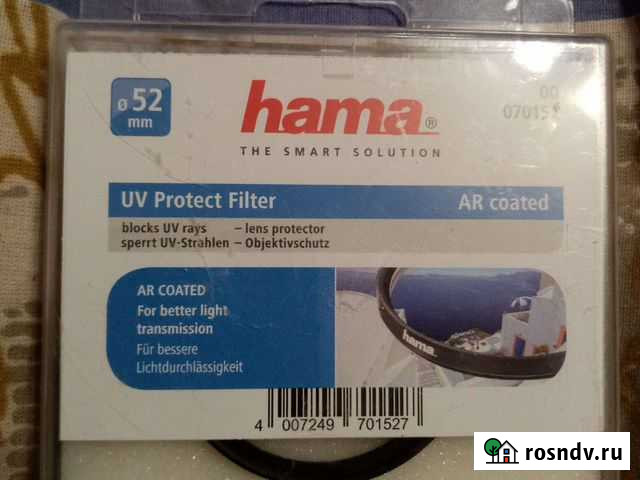 ø 52
mm
hama®
THE SMART SOLUTION
00
UV Protect Filter AR coated
blocks UV rays – lens protector
sperrt UV-Strahlen – Objektivschutz
AR COATED
For better light
transmission
Für bessere
Lichtdurchlässigkeit
hama®
4 007249 701527
rosndv.ru